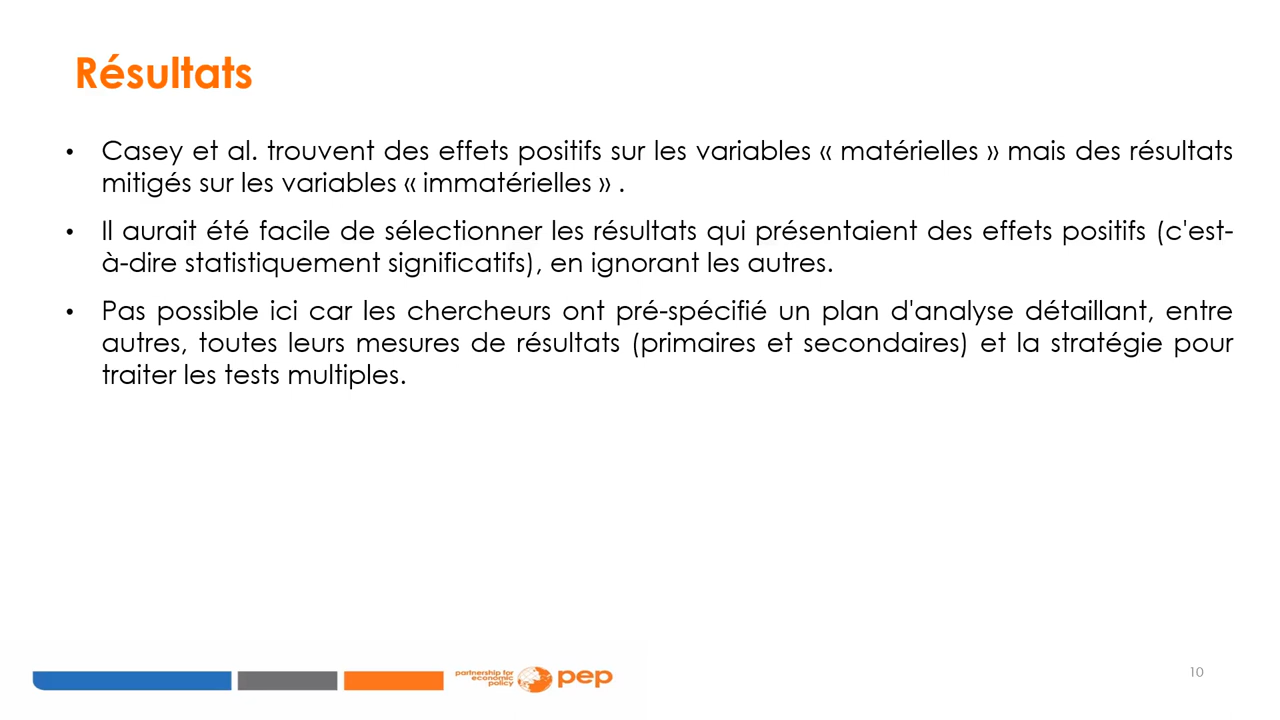 Résultats
• Casey et al. trouvent des effets positifs sur les variables « matérielles » mais des résultats
mitigés sur les variables « immatérielles » .
• Il aurait été facile de sélectionner les résultats qui présentaient des effets positifs (c'est-
à-dire statistiquement significatifs), en ignorant les autres.
• Pas possible ici car les chercheurs ont pré-spécifié un plan d'analyse détaillant, entre
autres, toutes leurs mesures de résultats (primaires et secondaires) et la stratégie pour
traiter les tests multiples.
partnership for
economic
policy
pep
10